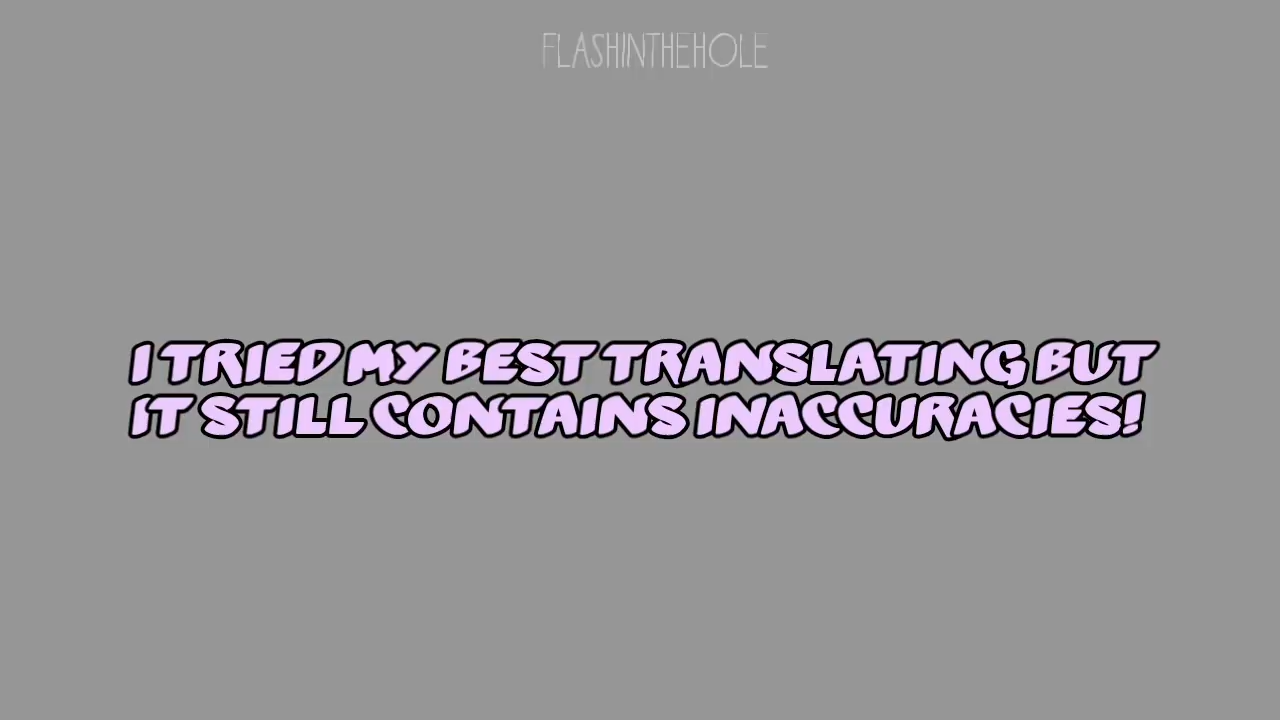 FLASHINTHEHOLE
I TRIED MY BEST TRANSLATING BUT
IT STILL CONTAINS INACCURACIES!